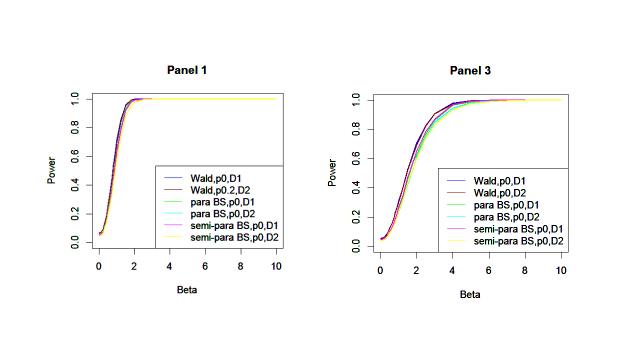 Panel 1
Power
1.0
0.8
0.6
0.4
0.2
0.0
Wald,p0,D1
Wald,p0.2,D2
para BS,p0,D1
para BS,p0,D2
semi-para BS,p0,D1
semi-para BS,p0,D2
0 2 4 6 8 10
Beta
Panel 3
Power
1.0
0.8
0.6
0.4
0.2
0.0
Wald,p0,D1
Wald,p0,D2
para BS,p0,D1
para BS,p0,D2
semi-para BS,p0,D1
semi-para BS,p0,D2
0 2 4 6 8 10
Beta